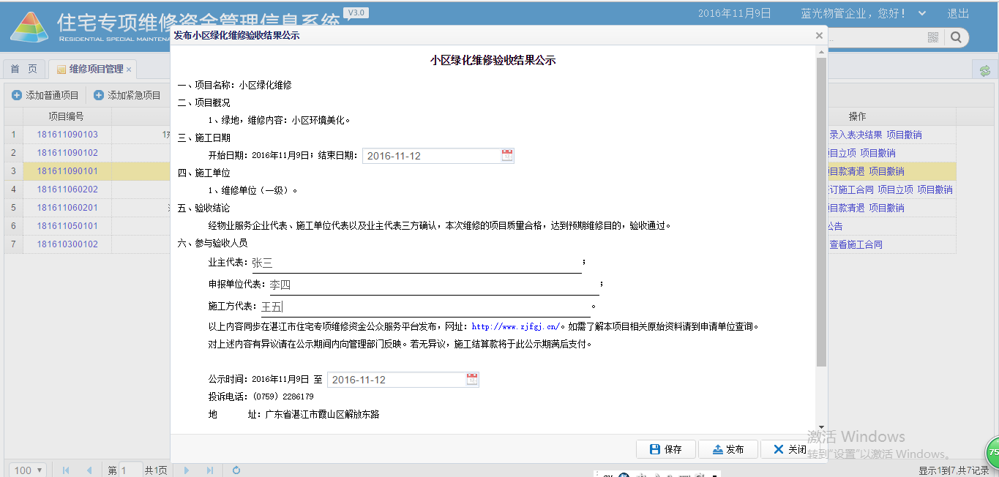 住宅专项维修资金管理信息系统 V3.0
RESIDENTIAL SPECIAL MAINTENA
2016年11月9日 蓝光物管企业，您好！ 退出
首 页 维修项目管理 ×
添加普通项目 添加紧急项目
项目编号 操作
1 181611090103 录入表决结果 项目撤销
2 181611090102 目立项 项目撤销
3 181611090101 目款清退 项目撤销
4 181611060202 订施工合同 项目立项 项目撤销
5 181611060201 目款清退 项目撤销
6 181611050101 公告
7 181610300102 查看施工合同
发布小区绿化维修验收结果公示 ×
小区绿化维修验收结果公示
一、项目名称：小区绿化维修
二、项目概况
1、绿地，维修内容：小区环境美化。
三、施工日期
开始日期：2016年11月9日；结束日期： 2016-11-12
四、施工单位
1、维修单位（一级）。
五、验收结论
经物业服务企业代表、施工单位代表以及业主代表三方确认，本次维修的项目质量合格，达到预期维修目的，验收通过。
六、参与验收人员
业主代表：张三；
申报单位代表：李四；
施工方代表：王五。
以上内容同步在湛江市住宅专项维修资金公众服务平台发布，网址：http://www.zjfgj.cn/。如需了解本项目相关原始资料请到申请单位查询。
对上述内容有异议请在公示期间内向管理部门反映。若无异议，施工结算款将于此公示期满后支付。
公示时间：2016年11月9日 至 2016-11-12
投诉电话：(0759) 2286179
地 址：广东省湛江市霞山区解放东路
保存 发布 关闭
激活 Windows
转到“设置”以激活 Windows。
75
100 第 1 共1页 显示1到7,共7记录